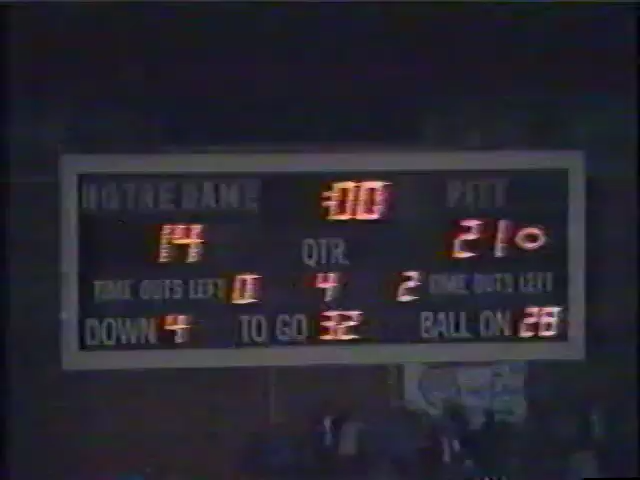 NOTRE DAME :00 PITT
14 QTR. 21
TIME OUTS LEFT 0 4 2 TIME OUTS LEFT
DOWN 4 TO GO 32 BALL ON 28